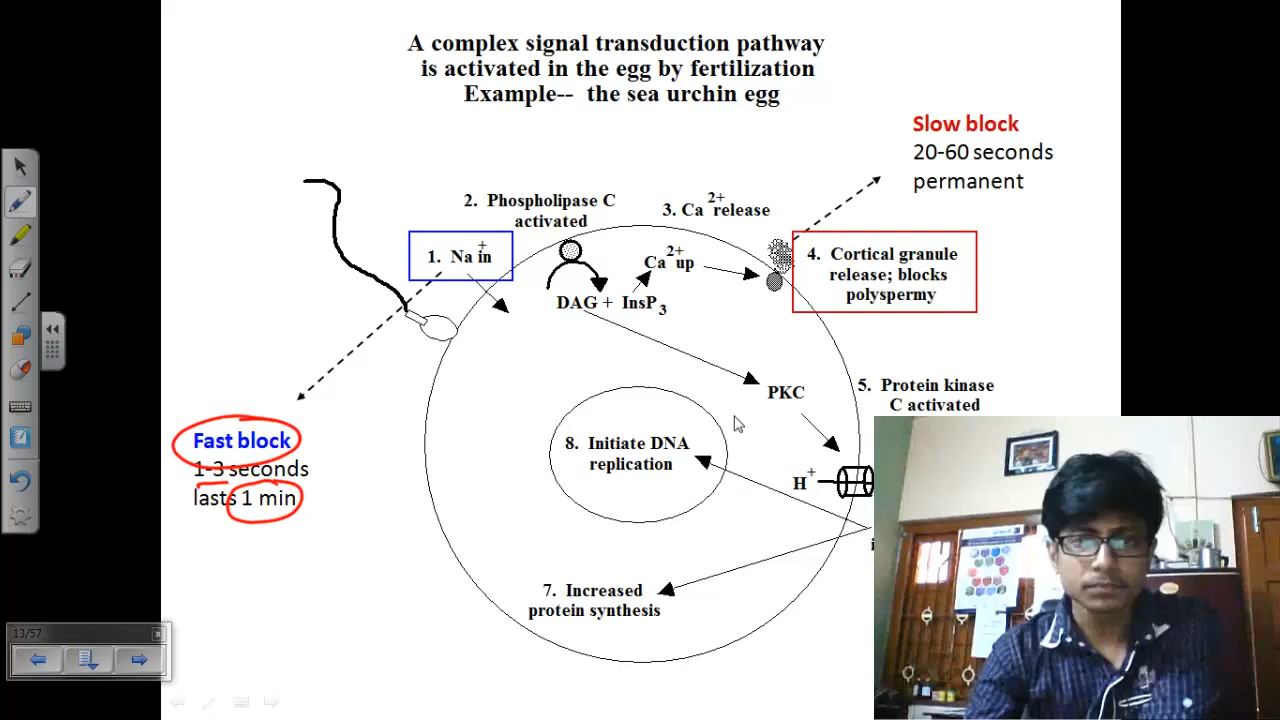 A complex signal transduction pathway
is activated in the egg by fertilization
Example-- the sea urchin egg
Slow block
20-60 seconds
permanent
2. Phospholipase C
activated
3. Ca 2+ release
1. Na + in
Ca 2+ up
4. Cortical granule
release; blocks
polyspermy
DAG + InsP3
PKC
5. Protein kinase
C activated
Fast block
1-3 seconds
lasts 1 min
8. Initiate DNA
replication
H+
7. Increased
protein synthesis
13/57